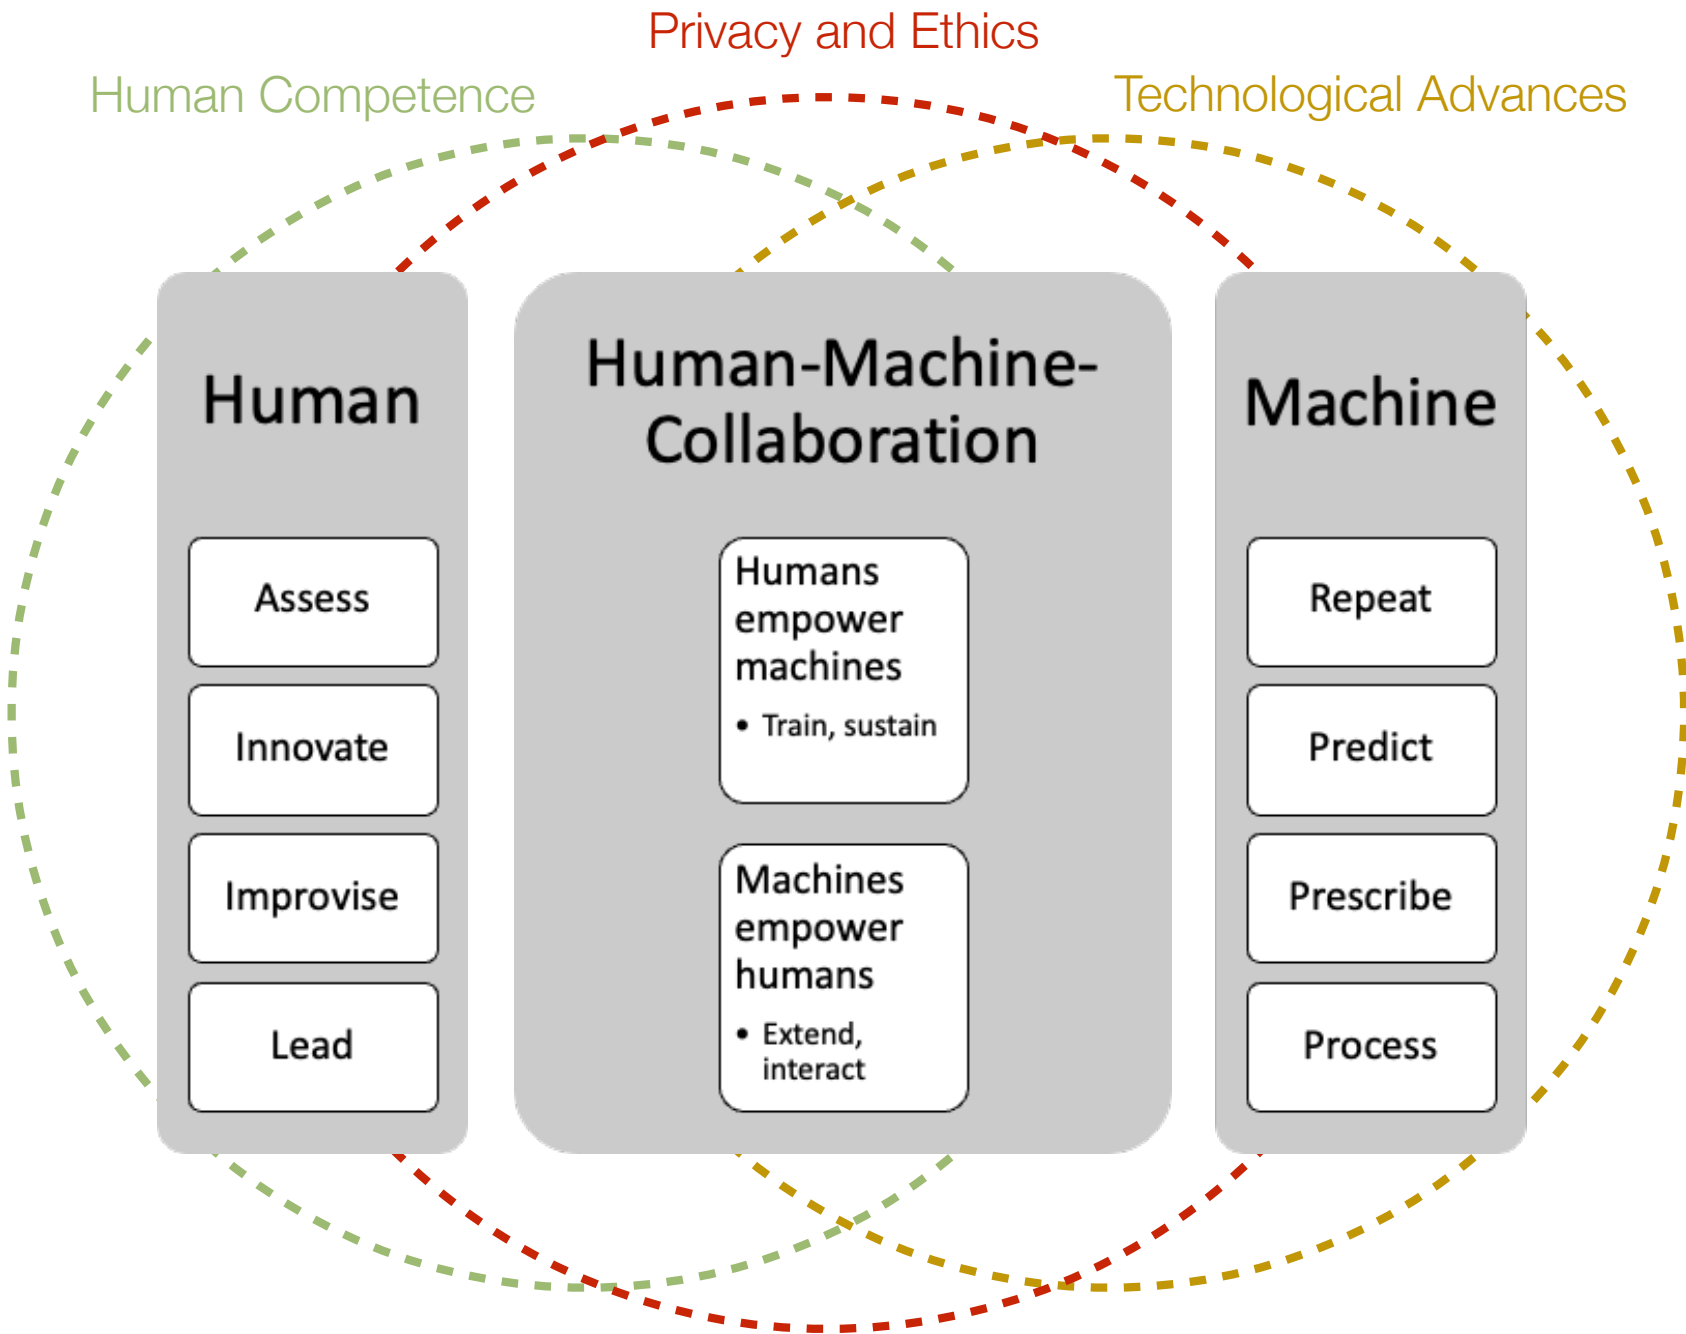 Privacy and Ethics
Human Competence
Technological Advances
Human
Assess
Innovate
Improvise
Lead
Human-Machine-
Collaboration
Humans
empower
machines
• Train, sustain
Machines
empower
humans
• Extend,
interact
Machine
Repeat
Predict
Prescribe
Process